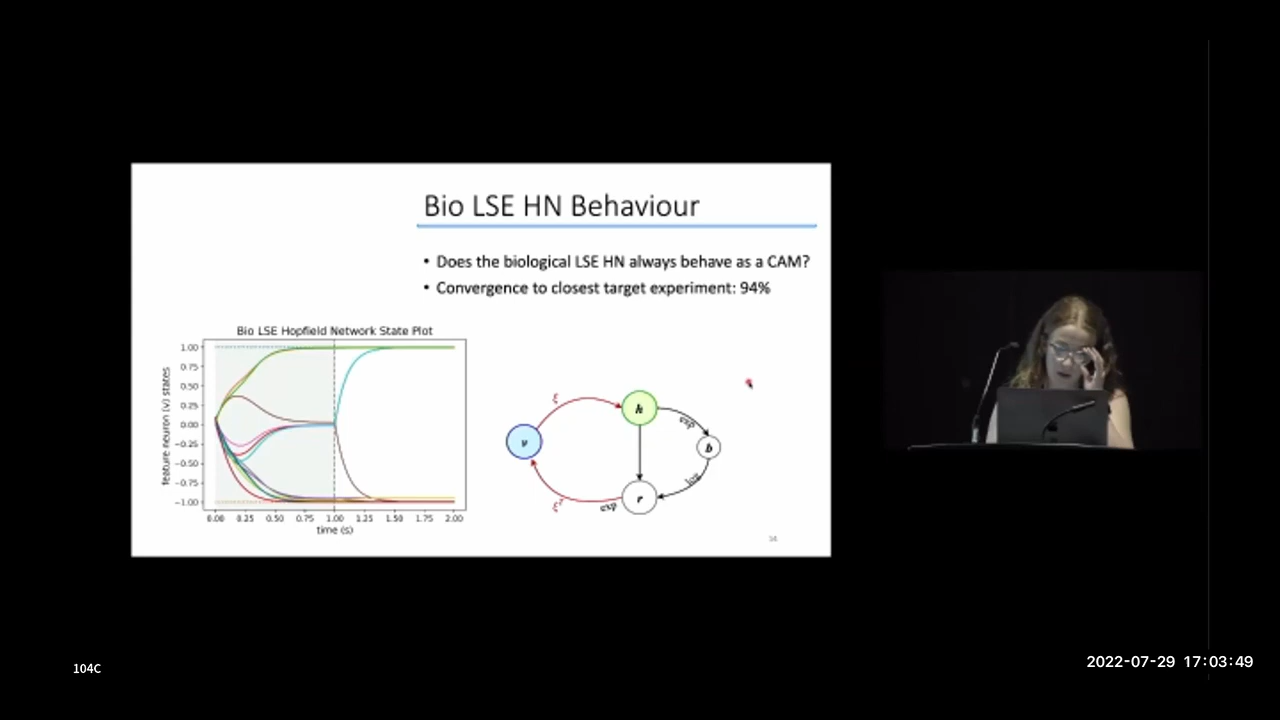 Bio LSE HN Behaviour
• Does the biological LSE HN always behave as a CAM?
• Convergence to closest target experiment: 94%
Bio LSE Hopfield Network State Plot
feature neuron (v) states
1.00
0.75
0.50
0.25
0.00
−0.25
−0.50
−0.75
−1.00
0.00 0.25 0.50 0.75 1.00 1.25 1.50 1.75 2.00
time (s)
ξ
h
exp
v
b
log
r
exp
14
104C
2022-07-29 17:03:49